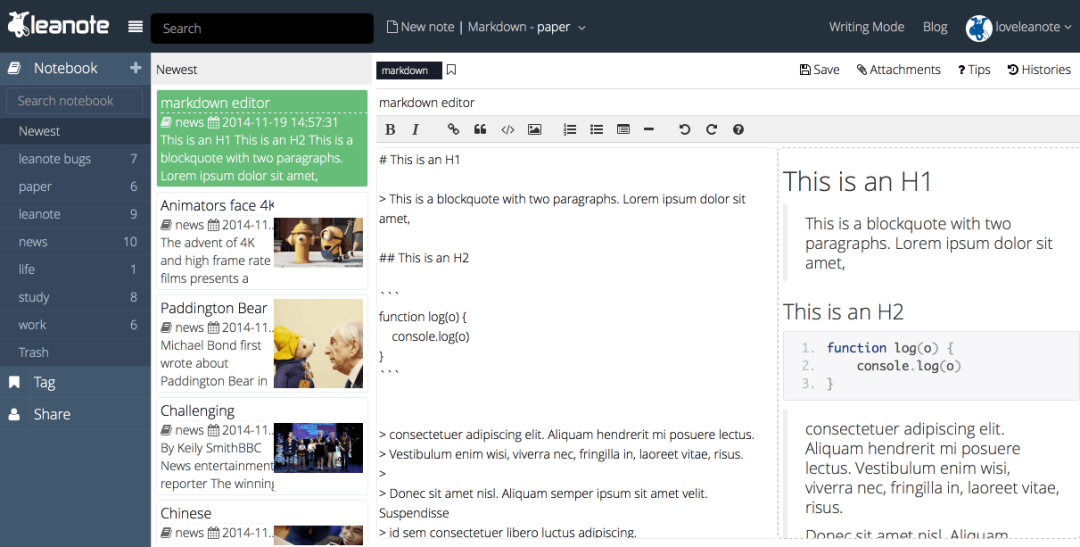 leanote
Search
New note | Markdown - paper
Writing Mode
Blog
loveleanote
Notebook
+
Search notebook
Newest
leanote bugs 7
paper 6
leanote 9
news 10
life 1
study 8
work 6
Trash
Tag
Share
Newest
markdown editor
news 2014-11-19 14:57:31
This is an H1 This is an H2 This is a
blockquote with two paragraphs.
Lorem ipsum dolor sit amet,
Animators face 4K
news 2014-11..
The advent of 4K
and high frame rate
films presents a
Paddington Bear
news 2014-11..
Michael Bond first
wrote about
Paddington Bear in
Challenging
news 2014-11..
By Keily SmithBBC
News entertainment
reporter The winning
Chinese
news 2014-11..
markdown
Save
Attachments
? Tips
Histories
markdown editor
B I
# This is an H1
> This is a blockquote with two paragraphs. Lorem ipsum dolor sit
amet,
## This is an H2
```
function log(o) {
console.log(o)
}
```
> consectetuer adipiscing elit. Aliquam hendrerit mi posuere lectus.
> Vestibulum enim wisi, viverra nec, fringilla in, laoreet vitae, risus.
>
> Donec sit amet nisl. Aliquam semper ipsum sit amet velit.
Suspendisse
> id sem consectetuer libero luctus adipiscing.
This is an H1
This is a blockquote with two
paragraphs. Lorem ipsum dolor sit
amet,
This is an H2
1. function log(o) {
2. console.log(o)
3. }
consectetuer adipiscing elit.
Aliquam hendrerit mi posuere
lectus. Vestibulum enim wisi,
viverra nec, fringilla in, laoreet vitae,
risus.
Donec sit amet nisl. Aliquam